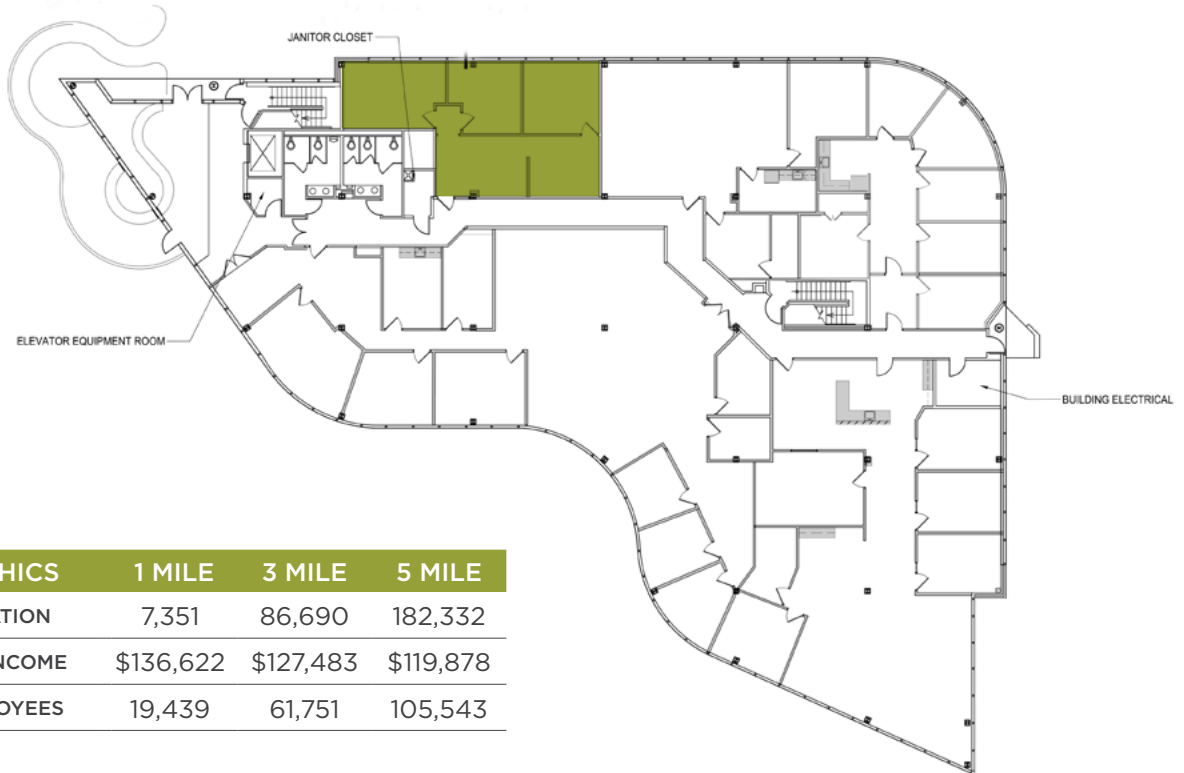 JANITOR CLOSET
ELEVATOR EQUIPMENT ROOM
BUILDING ELECTRICAL
HICS 1 MILE 3 MILE 5 MILE
TION 7,351 86,690 182,332
NCOME $136,622 $127,483 $119,878
OYEES 19,439 61,751 105,543